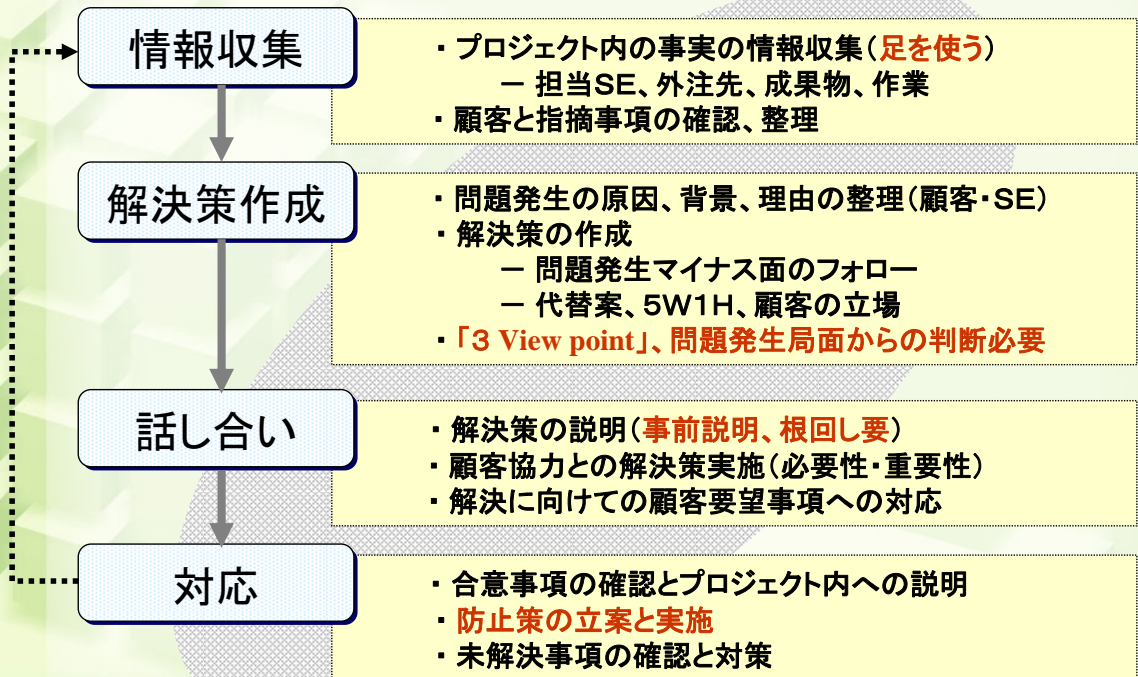 情報収集
・プロジェクト内の事実の情報収集(足を使う)
－ 担当SE、外注先、成果物、作業
・顧客と指摘事項の確認、整理
解決策作成
・問題発生の原因、背景、理由の整理(顧客・SE)
・解決策の作成
－ 問題発生マイナス面のフォロー
－ 代替案、5W1H、顧客の立場
・「3 View point」、問題発生局面からの判断必要
話し合い
・解決策の説明(事前説明、根回し要)
・顧客協力との解決策実施(必要性・重要性)
・解決に向けての顧客要望事項への対応
対応
・合意事項の確認とプロジェクト内への説明
・防止策の立案と実施
・未解決事項の確認と対策